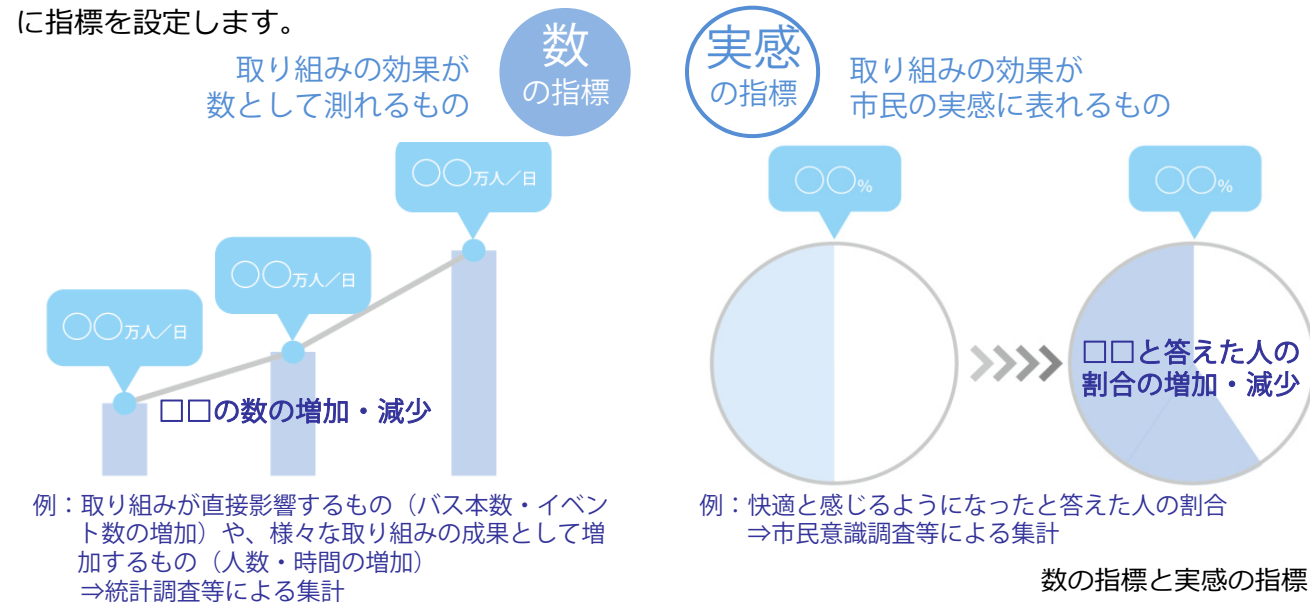 に指標を設定します。
取り組みの効果が
数として測れるもの
数
の指標
実感
の指標
取り組みの効果が
市民の実感に表れるもの
○○万人／日
○○万人／日
○○万人／日
□□の数の増加・減少
○○%
○○%
□□と答えた人の
割合の増加・減少
例：取り組みが直接影響するもの（バス本数・イベン
ト数の増加）や、様々な取り組みの成果として増
加するもの（人数・時間の増加）
⇒統計調査等による集計
例：快適と感じるようになったと答えた人の割合
⇒市民意識調査等による集計
数の指標と実感の指標